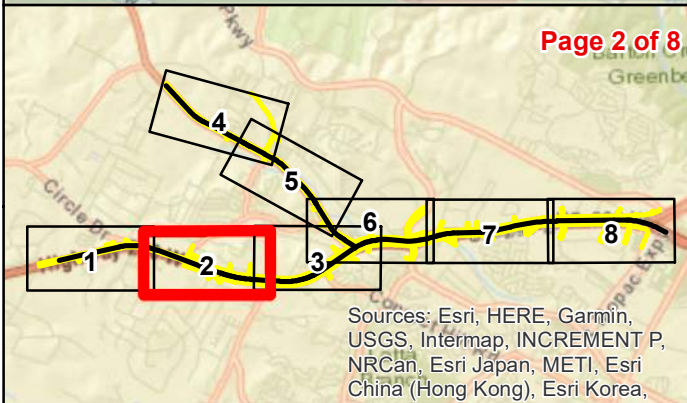 Pkwy
Page 2 of 8
Greenbe
4
5
Circle Dr
6
7
8
1
2
3
Sources: Esri, HERE, Garmin,
USGS, Intermap, INCREMENT P,
NRCan, Esri Japan, METI, Esri
China (Hong Kong), Esri Korea,